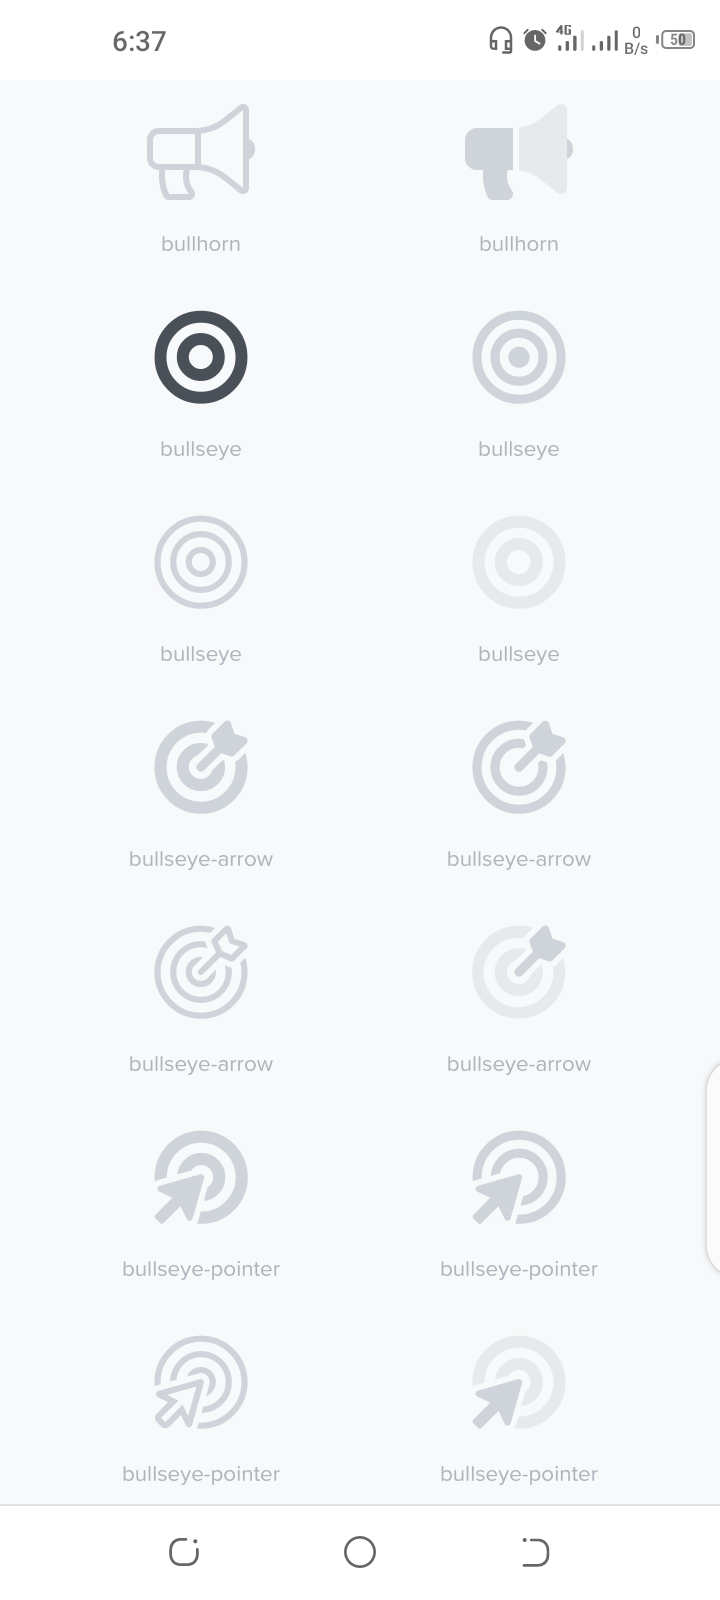 6:37
4G
0
B/s
50
bullhorn bullhorn
bullseye bullseye
bullseye bullseye
bullseye-arrow bullseye-arrow
bullseye-arrow bullseye-arrow
bullseye-pointer bullseye-pointer
bullseye-pointer bullseye-pointer